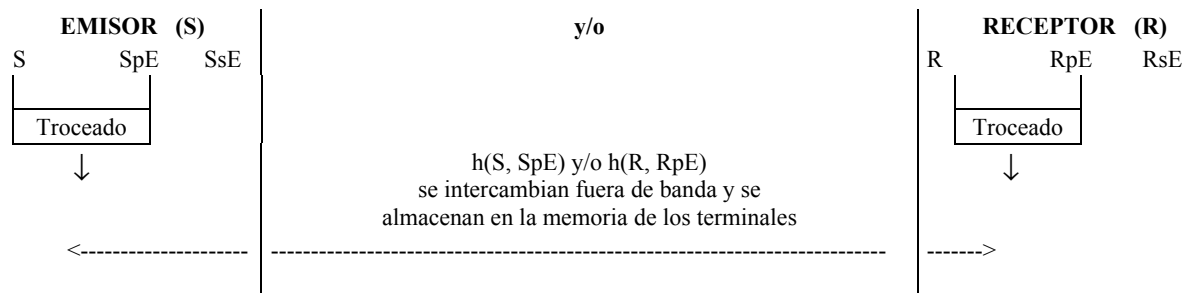 EMISOR (S) y/o RECEPTOR (R)
S SpE SsE R RpE RsE
Troceado Troceado
↓ ↓
h(S, SpE) y/o h(R, RpE)
se intercambian fuera de banda y se
almacenan en la memoria de los terminales